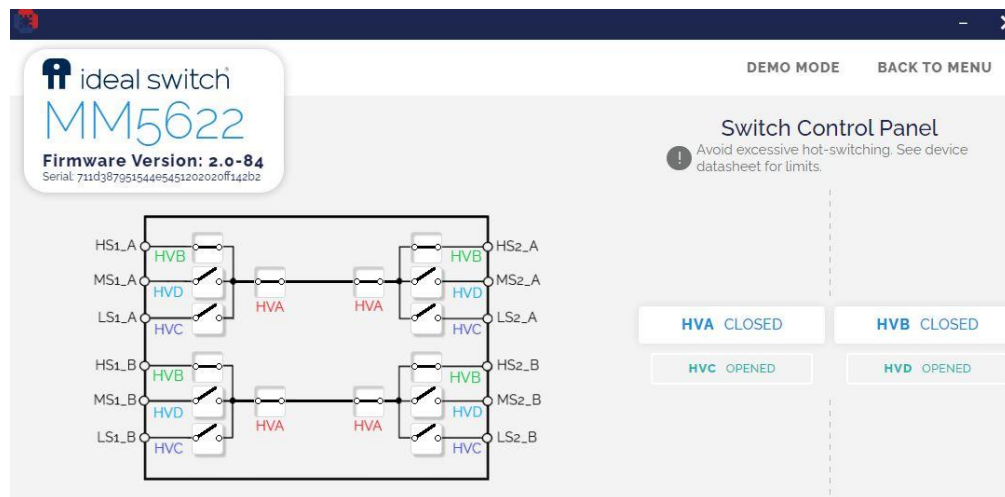 DEMO MODE BACK TO MENU
ideal switch
MM5622
Firmware Version: 2.0-84
Serial: 711d387951544e5451202020ff142b2
Switch Control Panel
! Avoid excessive hot-switching. See device
datasheet for limits.
HS1_A HVB HVB HS2_A
MS1_A HVD HVA HVA HVD MS2_A
LS1_A HVC HVC LS2_A
HS1_B HVB HVB HS2_B
MS1_B HVD HVA HVA HVD MS2_B
LS1_B HVC HVC LS2_B
HVA CLOSED HVB CLOSED
HVC OPENED HVD OPENED